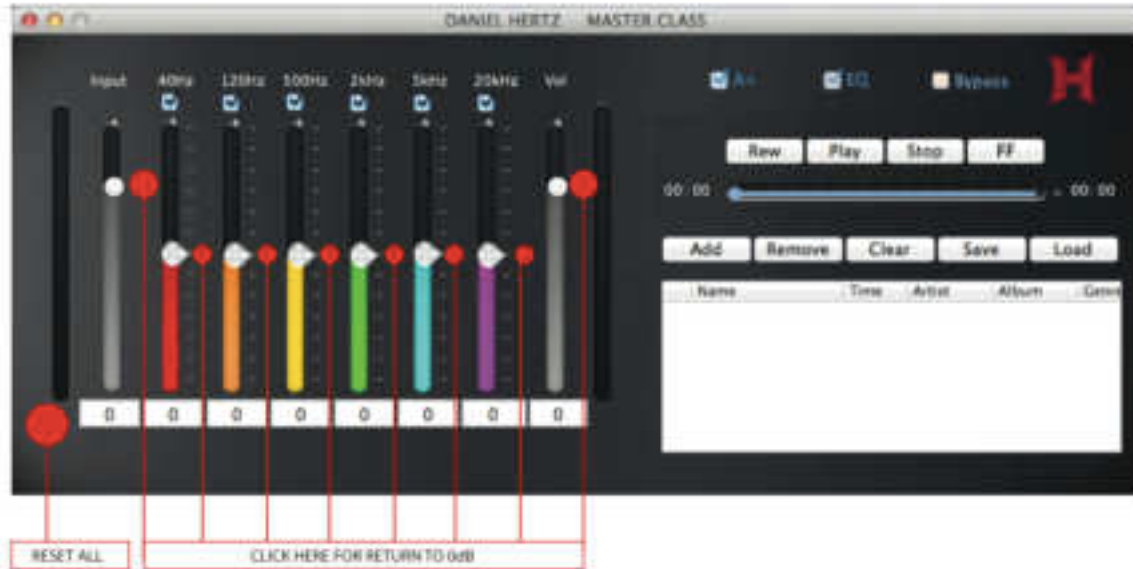 DANIEL HERTZ MASTER CLASS
Input 40Hz 120Hz 500Hz 2kHz 5kHz 20kHz Vol
A+ EQ Bypass
Rew Play Stop FF
00:00 - 00:00
Add Remove Clear Save Load
Name Time Artist Album Genre
0 0 0 0 0 0 0 0
RESET ALL
CLICK HERE FOR RETURN TO 0dB